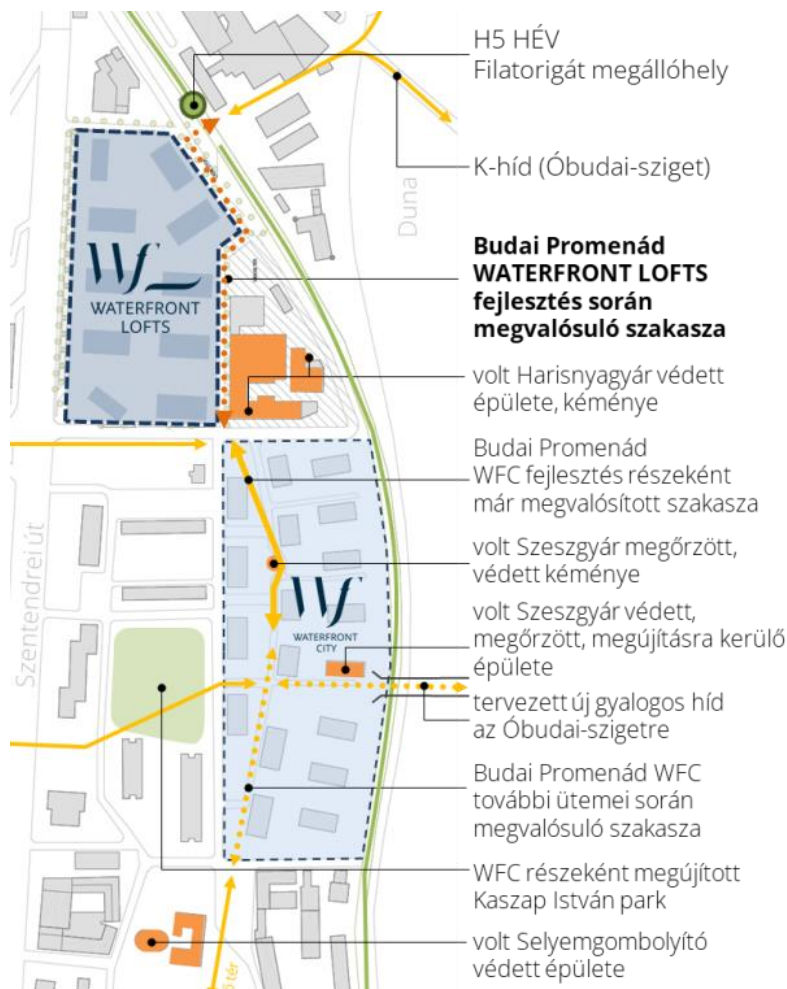 H5 HÉV
Filatorigát megállóhely
K-híd (Óbudai-sziget)
Duna
Budai Promenád
WATERFRONT LOFTS
fejlesztés során
megvalósuló szakasza
WL
WATERFRONT
LOFTS
volt Harisnyagyár védett
épülete, kéménye
Budai Promenád
WFC fejlesztés részeként
már megvalósított szakasza
volt Szeszgyár megőrzött,
védett kéménye
Szentendrei út
Wf
WATERFRONT
CITY
volt Szeszgyár védett,
megőrzött, megújításra kerülő
épülete
tervezett új gyalogos híd
az Óbudai-szigetre
Budai Promenád WFC
további ütemei során
megvalósuló szakasza
WFC részeként megújított
Kaszap István park
volt Selyemgombolyító
védett épülete
tér